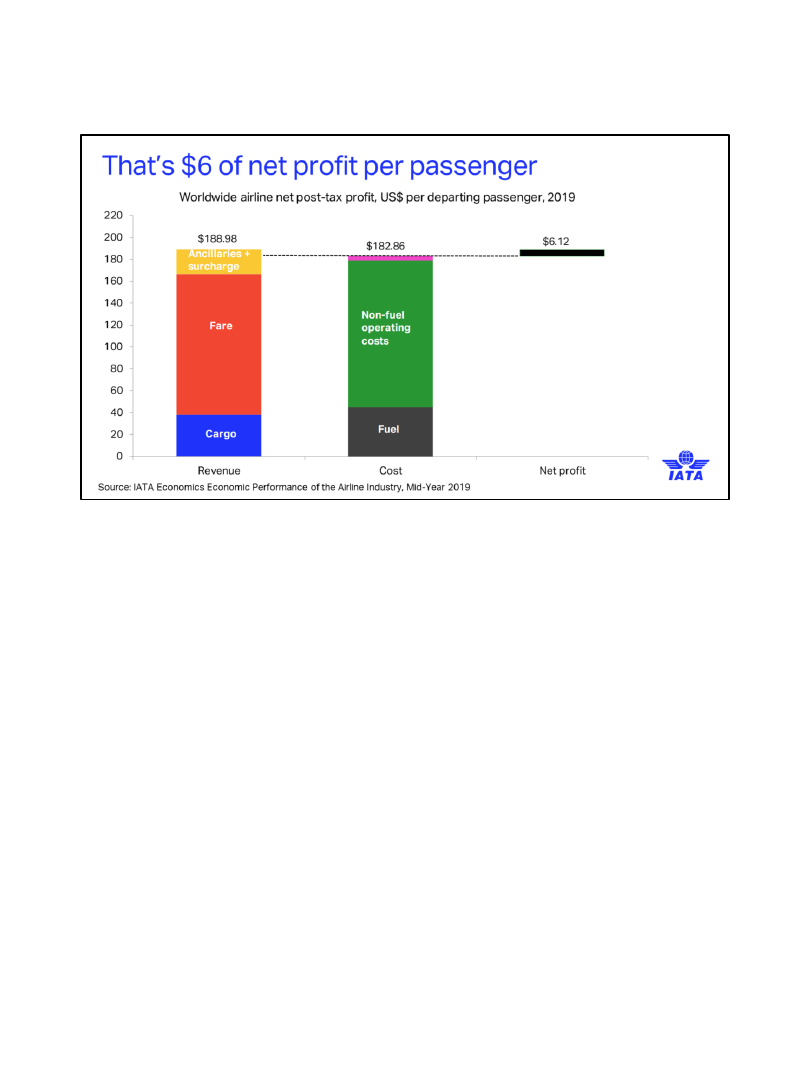 That's $6 of net profit per passenger
Worldwide airline net post-tax profit, US$ per departing passenger, 2019
220
200
180
160
140
120
100
80
60
40
20
0
$188.98
Ancillaries +
surcharge
Fare
Cargo
$182.86
Non-fuel
operating
costs
Fuel
$6.12
Revenue
Cost
Net profit
IATA
Source: IATA Economics Economic Performance of the Airline Industry, Mid-Year 2019